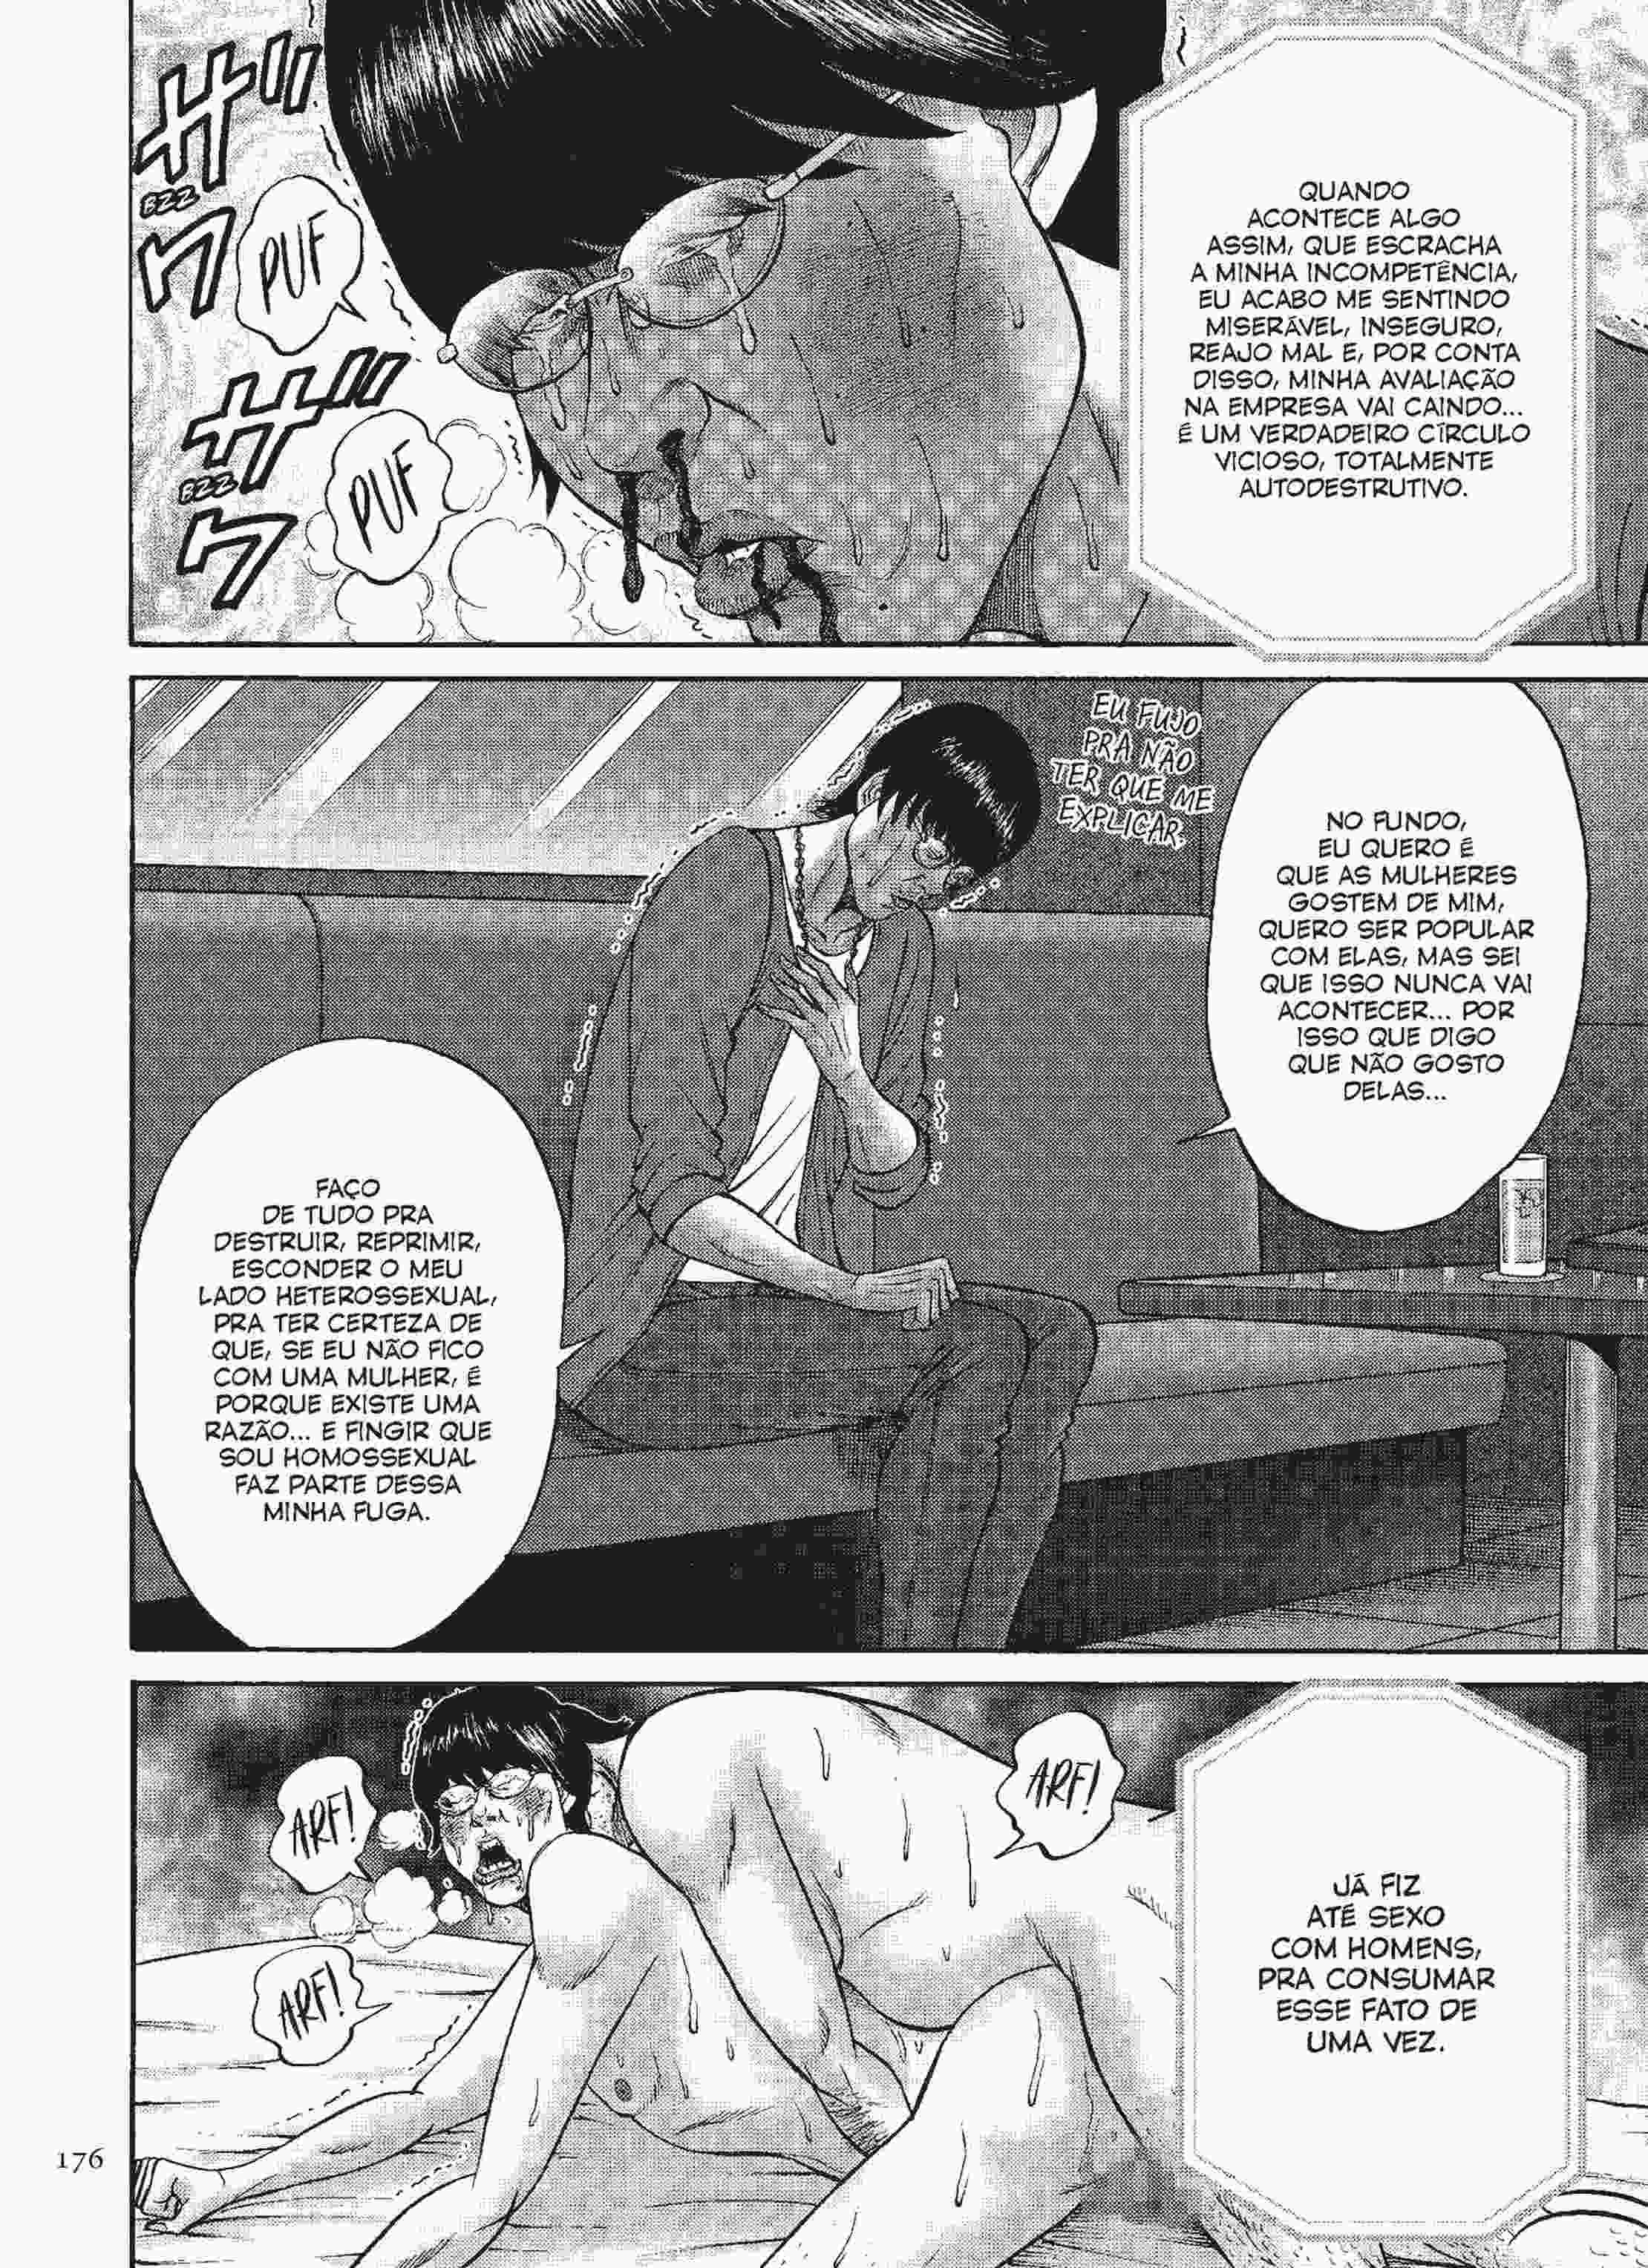 QUANDO
ACONTECE ALGO
ASSIM, QUE ESCRACHA
A MINHA INCOMPETÊNCIA,
EU ACABO ME SENTINDO
MISERÁVEL, INSEGURO,
REAJO MAL E, POR CONTA
DISSO, MINHA AVALIAÇÃO
NA EMPRESA VAI CAINDO...
É UM VERDADEIRO CÍRCULO
VICIOSO, TOTALMENTE
AUTODESTRUTIVO.
ザワ
BZZ
PUF
ザワ
BZZ
PUF
NO FUNDO,
EU QUERO É
QUE AS MULHERES
GOSTEM DE MIM,
QUERO SER POPULAR
COM ELAS, MAS SEI
QUE ISSO NUNCA VAI
ACONTECER... POR
ISSO QUE DIGO
QUE NÃO GOSTO
DELAS...
EU FUJO
PRA NÃO
TER QUE ME
EXPLICAR.
FAÇO
DE TUDO PRA
DESTRUIR, REPRIMIR,
ESCONDER O MEU
LADO HETEROSSEXUAL,
PRA TER CERTEZA DE
QUE, SE EU NÃO FICO
COM UMA MULHER, É
PORQUE EXISTE UMA
RAZÃO... E FINGIR QUE
SOU HOMOSSEXUAL
FAZ PARTE DESSA
MINHA FUGA.
JÁ FIZ
ATÉ SEXO
COM HOMENS,
PRA CONSUMAR
ESSE FATO DE
UMA VEZ.
ARF!
ARF!
ARF!
176